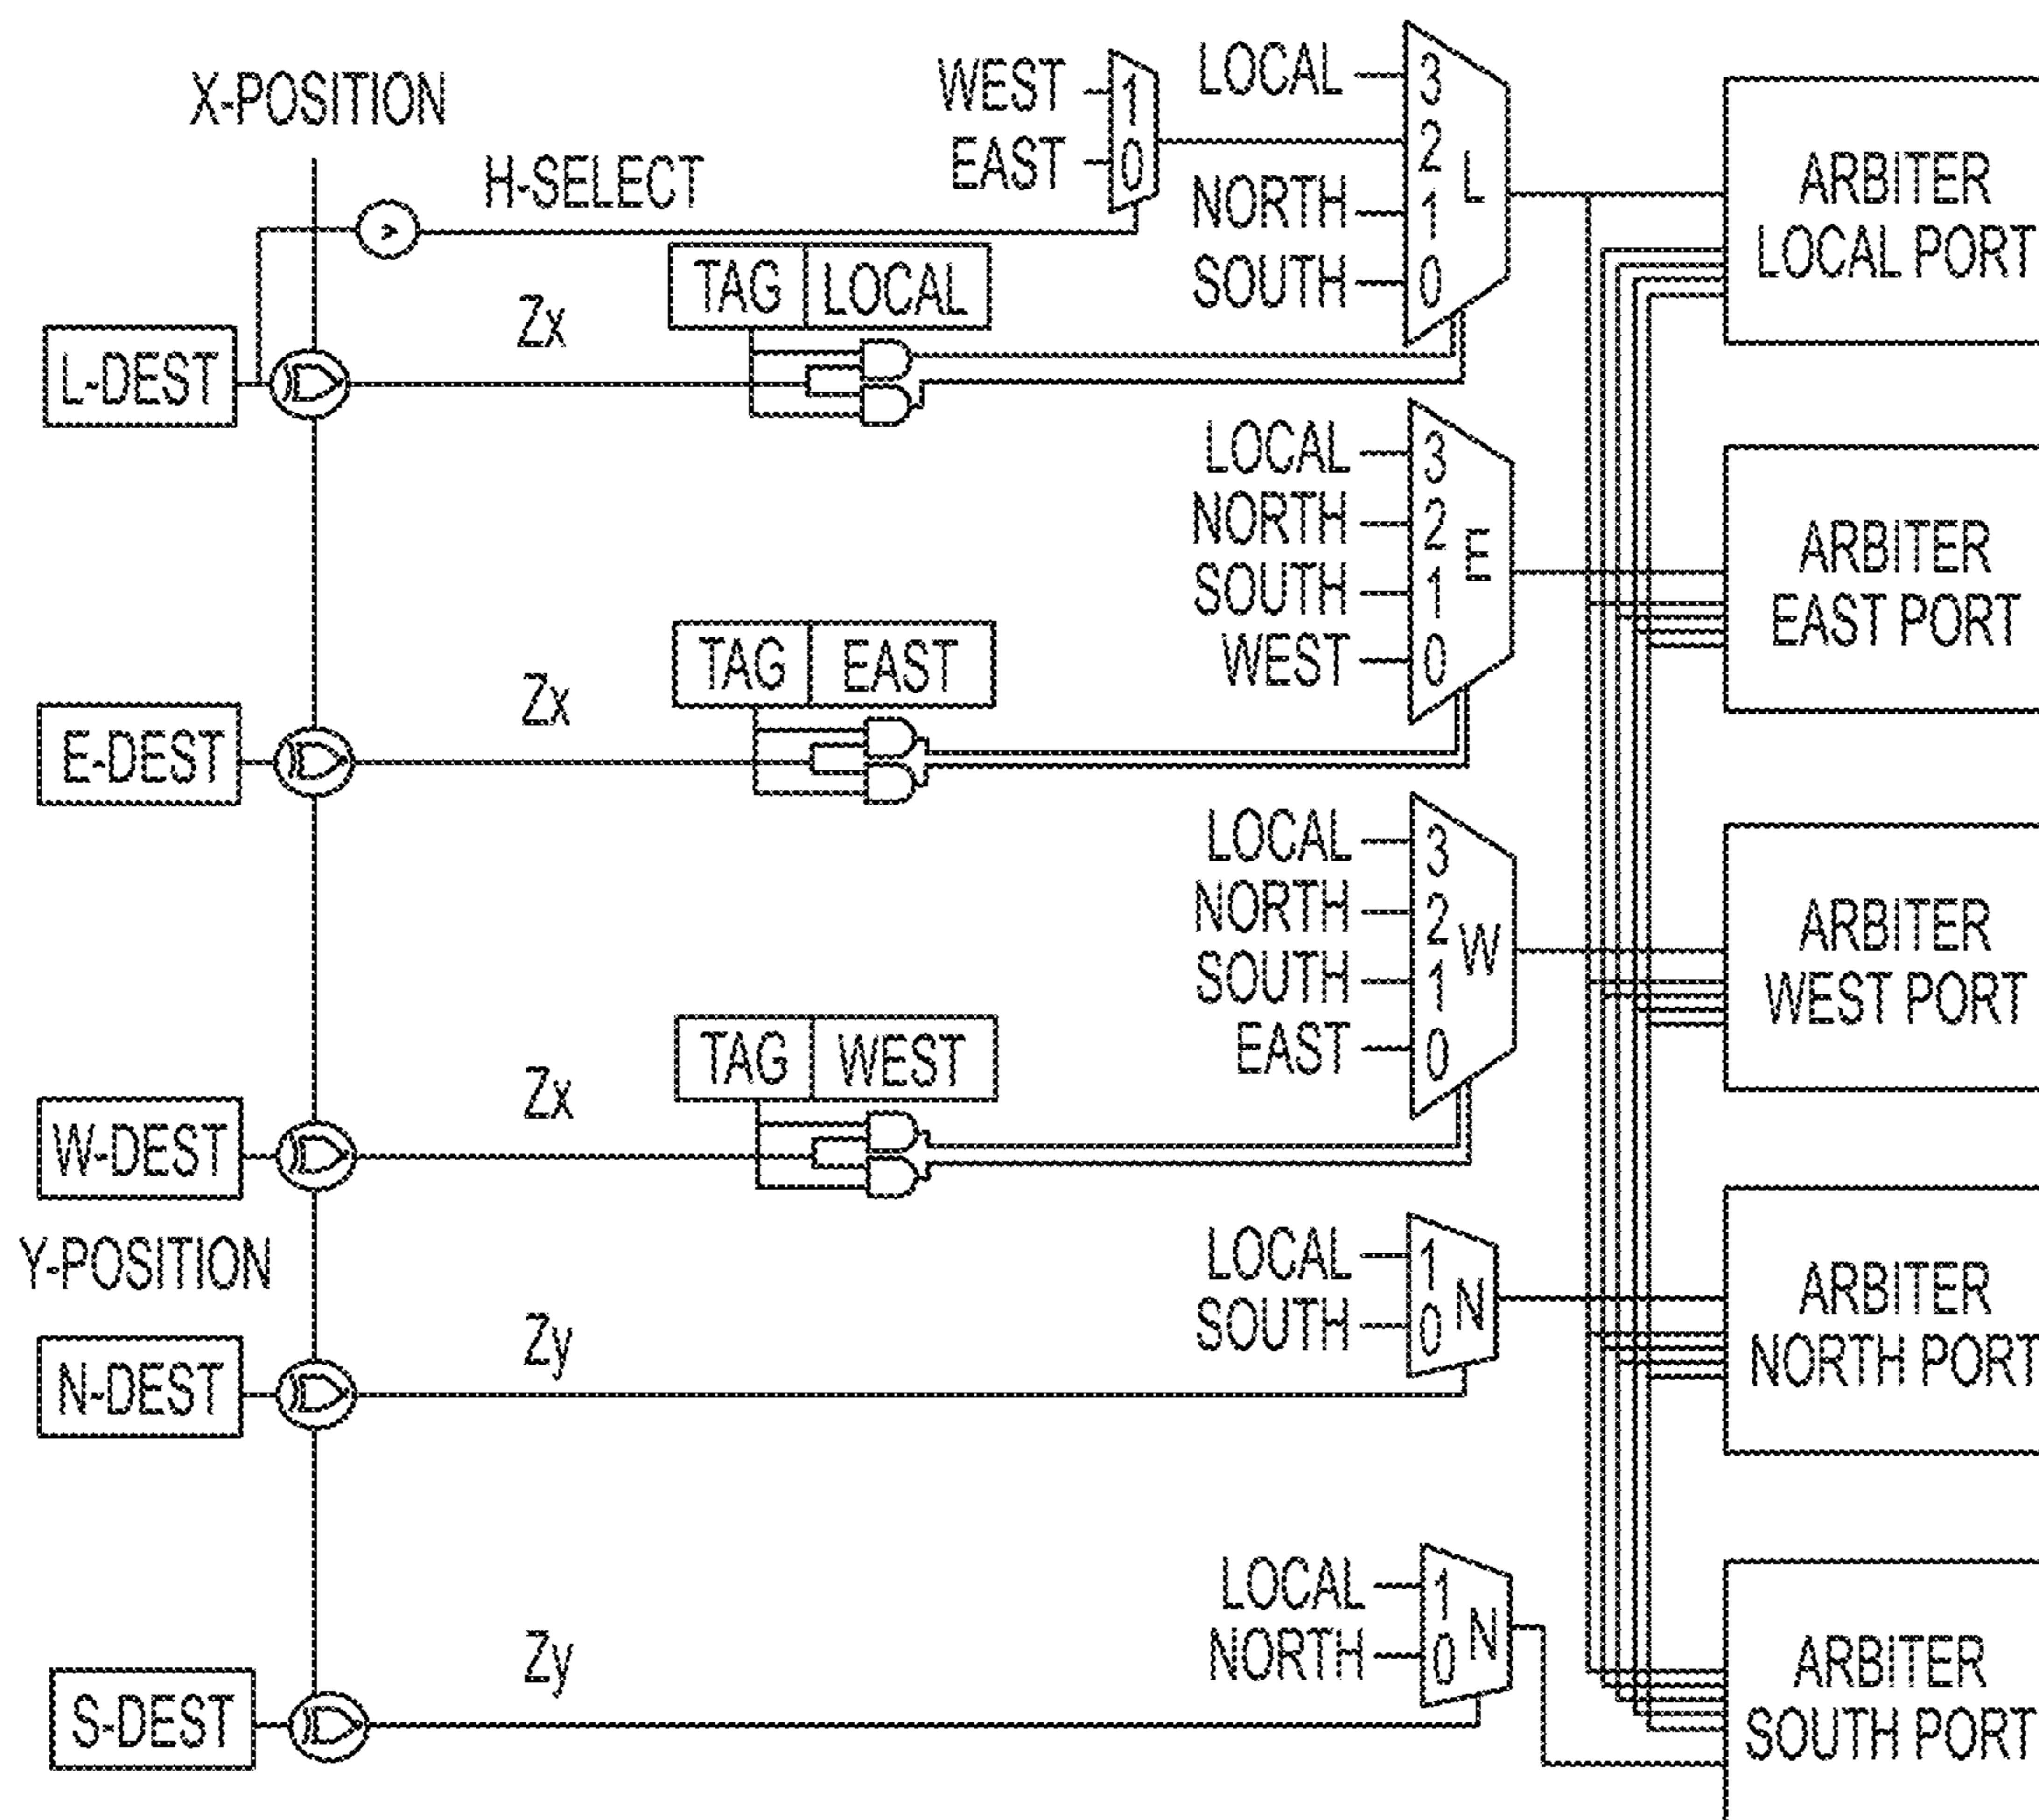 X-POSITION
H-SELECT
WEST 1
EAST 0
LOCAL 3
2
NORTH 1
SOUTH 0
L
ARBITER
LOCAL PORT
>
TAG LOCAL
Zx
L-DEST
LOCAL 3
NORTH 2
SOUTH 1
WEST 0
E
ARBITER
EAST PORT
TAG EAST
Zx
E-DEST
LOCAL 3
NORTH 2
SOUTH 1
EAST 0
W
ARBITER
WEST PORT
TAG WEST
Zx
W-DEST
Y-POSITION
LOCAL 1
SOUTH 0
N
ARBITER
NORTH PORT
Zy
N-DEST
LOCAL 1
NORTH 0
N
ARBITER
SOUTH PORT
Zy
S-DEST